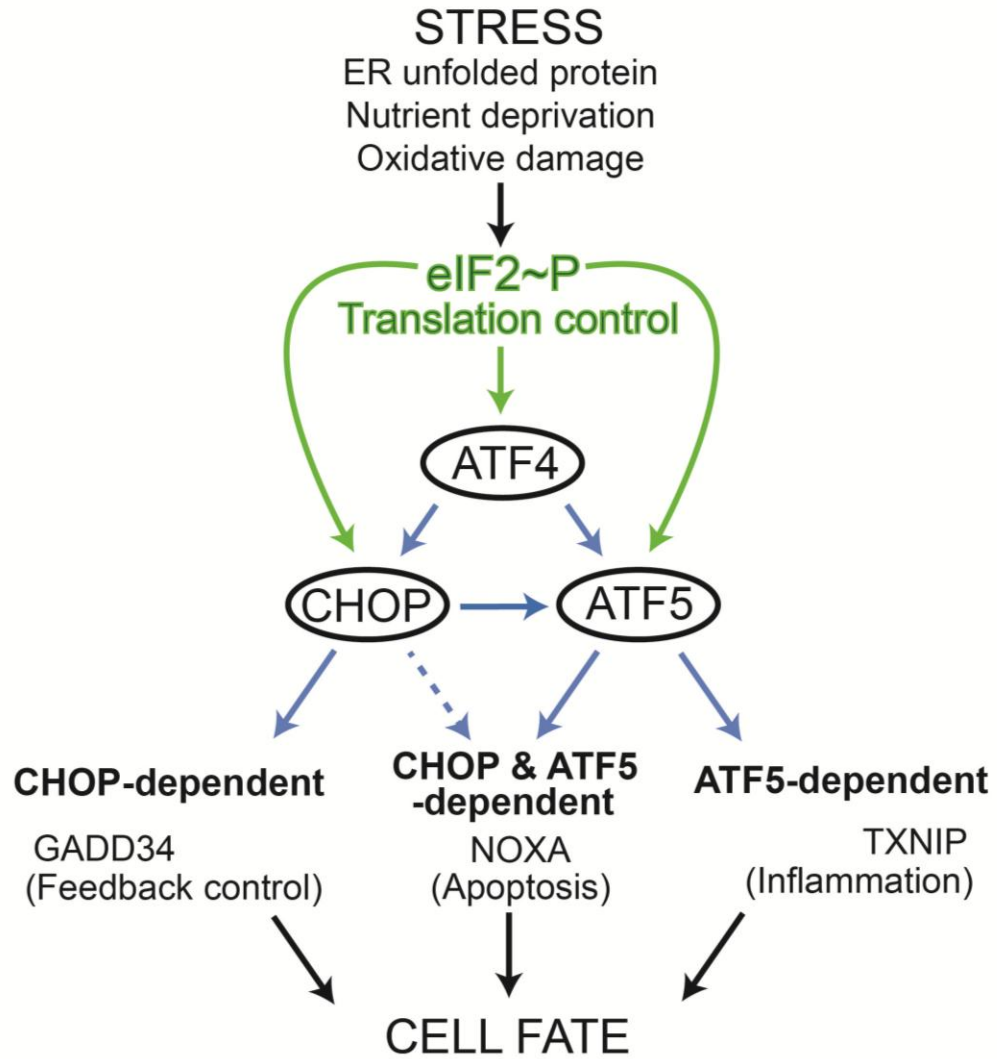 STRESS
ER unfolded protein
Nutrient deprivation
Oxidative damage
eIF2~P
Translation control
ATF4
CHOP
ATF5
CHOP-dependent
GADD34
(Feedback control)
CHOP & ATF5
-dependent
NOXA
(Apoptosis)
ATF5-dependent
TXNIP
(Inflammation)
CELL FATE